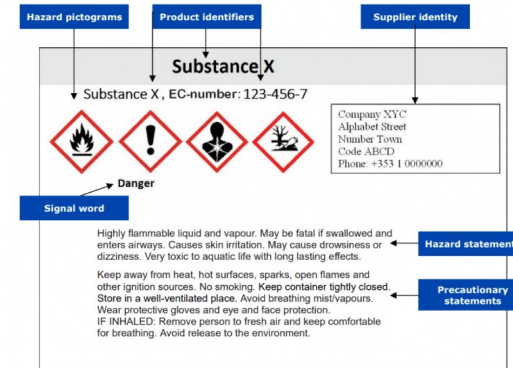 Hazard pictograms
Product identifiers
Supplier identity
Substance X
Substance X , EC-number: 123-456-7
Company XYC
Alphabet Street
Number Town
Code ABCD
Phone: +353 1 0000000
Danger
Signal word
Highly flammable liquid and vapour. May be fatal if swallowed and
enters airways. Causes skin irritation. May cause drowsiness or
dizziness. Very toxic to aquatic life with long lasting effects.
Hazard statement
Keep away from heat, hot surfaces, sparks, open flames and
other ignition sources. No smoking. Keep container tightly closed.
Store in a well-ventilated place. Avoid breathing mist/vapours.
Wear protective gloves and eye and face protection.
IF INHALED: Remove person to fresh air and keep comfortable
for breathing. Avoid release to the environment.
Precautionary
statements